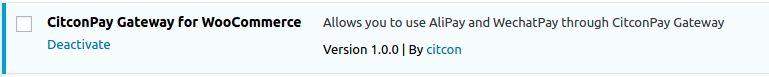 CitconPay Gateway for WooCommerce Allows you to use AliPay and WechatPay through CitconPay Gateway
Deactivate Version 1.0.0 | By citcon